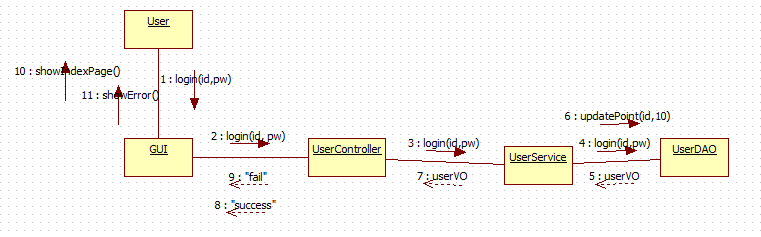 User
10 : showIndexPage()
1 : login(id,pw)
11 : showError()
6 : updatePoint(id,10)
2 : login(id, pw)
3 : login(id,pw)
4 : login(id,pw)
GUI
UserController
UserService
UserDAO
9 : "fail"
7 : userVO
5 : userVO
8 : "success"